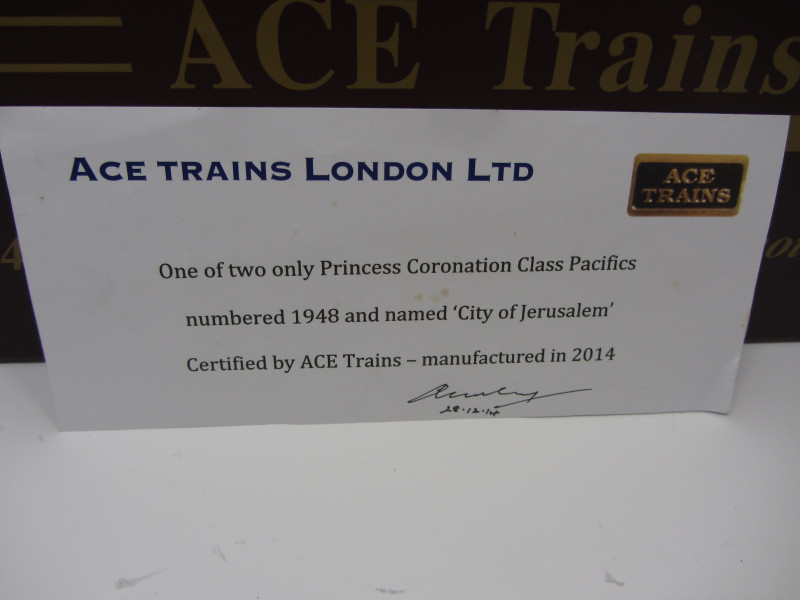 ACE Trains
ACE TRAINS LONDON LTD
ACE
TRAINS
One of two only Princess Coronation Class Pacifics
numbered 1948 and named ‘City of Jerusalem’
Certified by ACE Trains – manufactured in 2014
28.12.14